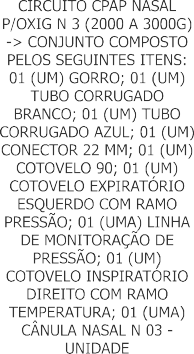 CIRCUITO CPAP NASAL
P/OXIG N 3 (2000 A 3000G)
-> CONJUNTO COMPOSTO
PELOS SEGUINTES ITENS:
01 (UM) GORRO; 01 (UM)
TUBO CORRUGADO
BRANCO; 01 (UM) TUBO
CORRUGADO AZUL; 01 (UM)
CONECTOR 22 MM; 01 (UM)
COTOVELO 90; 01 (UM)
COTOVELO EXPIRATÓRIO
ESQUERDO COM RAMO
PRESSÃO; 01 (UMA) LINHA
DE MONITORAÇÃO DE
PRESSÃO; 01 (UM)
COTOVELO INSPIRATÓRIO
DIREITO COM RAMO
TEMPERATURA; 01 (UMA)
CÂNULA NASAL N 03 -
UNIDADE